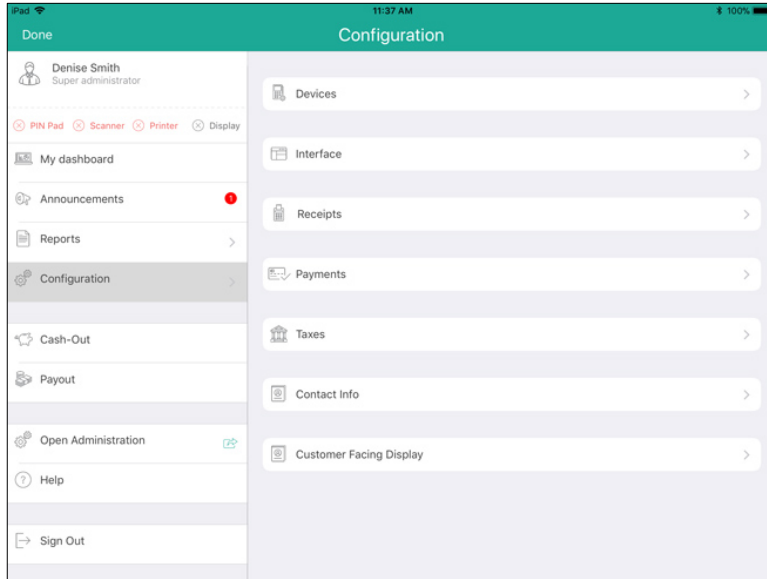 iPad 11:37 AM 100%
Done Configuration
Denise Smith
Super administrator
PIN Pad Scanner Printer Display
My dashboard
Announcements 1
Reports
Configuration
Cash-Out
Payout
Open Administration
Help
Sign Out
Devices
Interface
Receipts
Payments
Taxes
Contact Info
Customer Facing Display